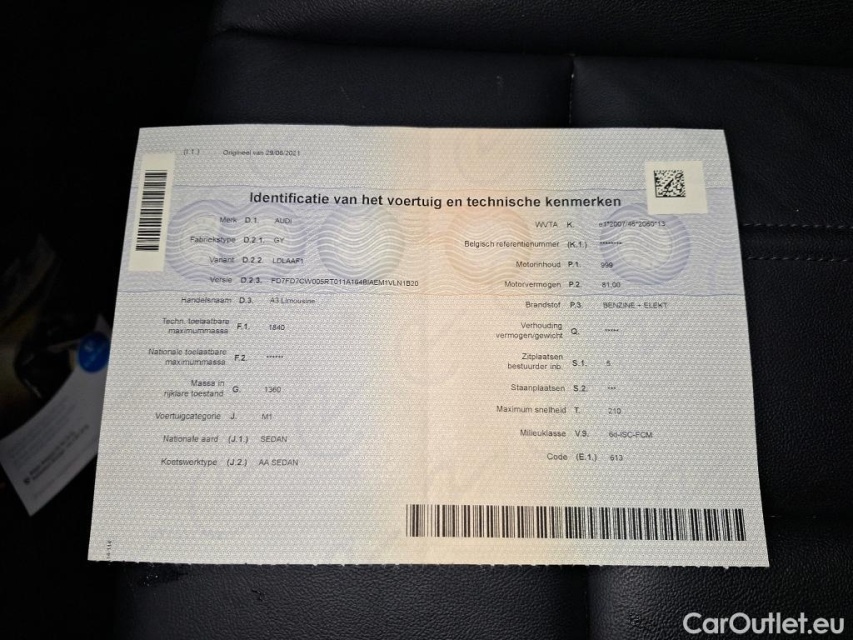 (I.1.) Origineel van 29/06/2021
Identificatie van het voertuig en technische kenmerken
Merk D.1. AUDI
Fabriekstype D.2.1. GY
Variant D.2.2. LDLAAF1
Versie D.2.3.
Handelsnaam D.3. A3 Limousine
Techn. toelaatbare
maximummassa F.1. 1840
Nationale toelaatbare
maximummassa F.2. ******
Massa in
rijklare toestand G. 1360
Voertuigcategorie J. M1
Nationale aard (J.1.) SEDAN
Koetswerktype (J.2.) AA SEDAN
WVTA K. e1*2007/46*2060*13
Belgisch referentienummer (K.1.) ********
Motorinhoud P.1. 999
Motorvermogen P.2. 81,00
Brandstof P.3. BENZINE + ELEKT
Verhouding
vermogen/gewicht Q. *****
Zitplaatsen
bestuurder inb. S.1. 5
Staanplaatsen S.2. ***
Maximum snelheid T. 210
Milieuklasse V.9. 6d-ISC-FCM
Code (E.1.) 613
CarOutlet.eu